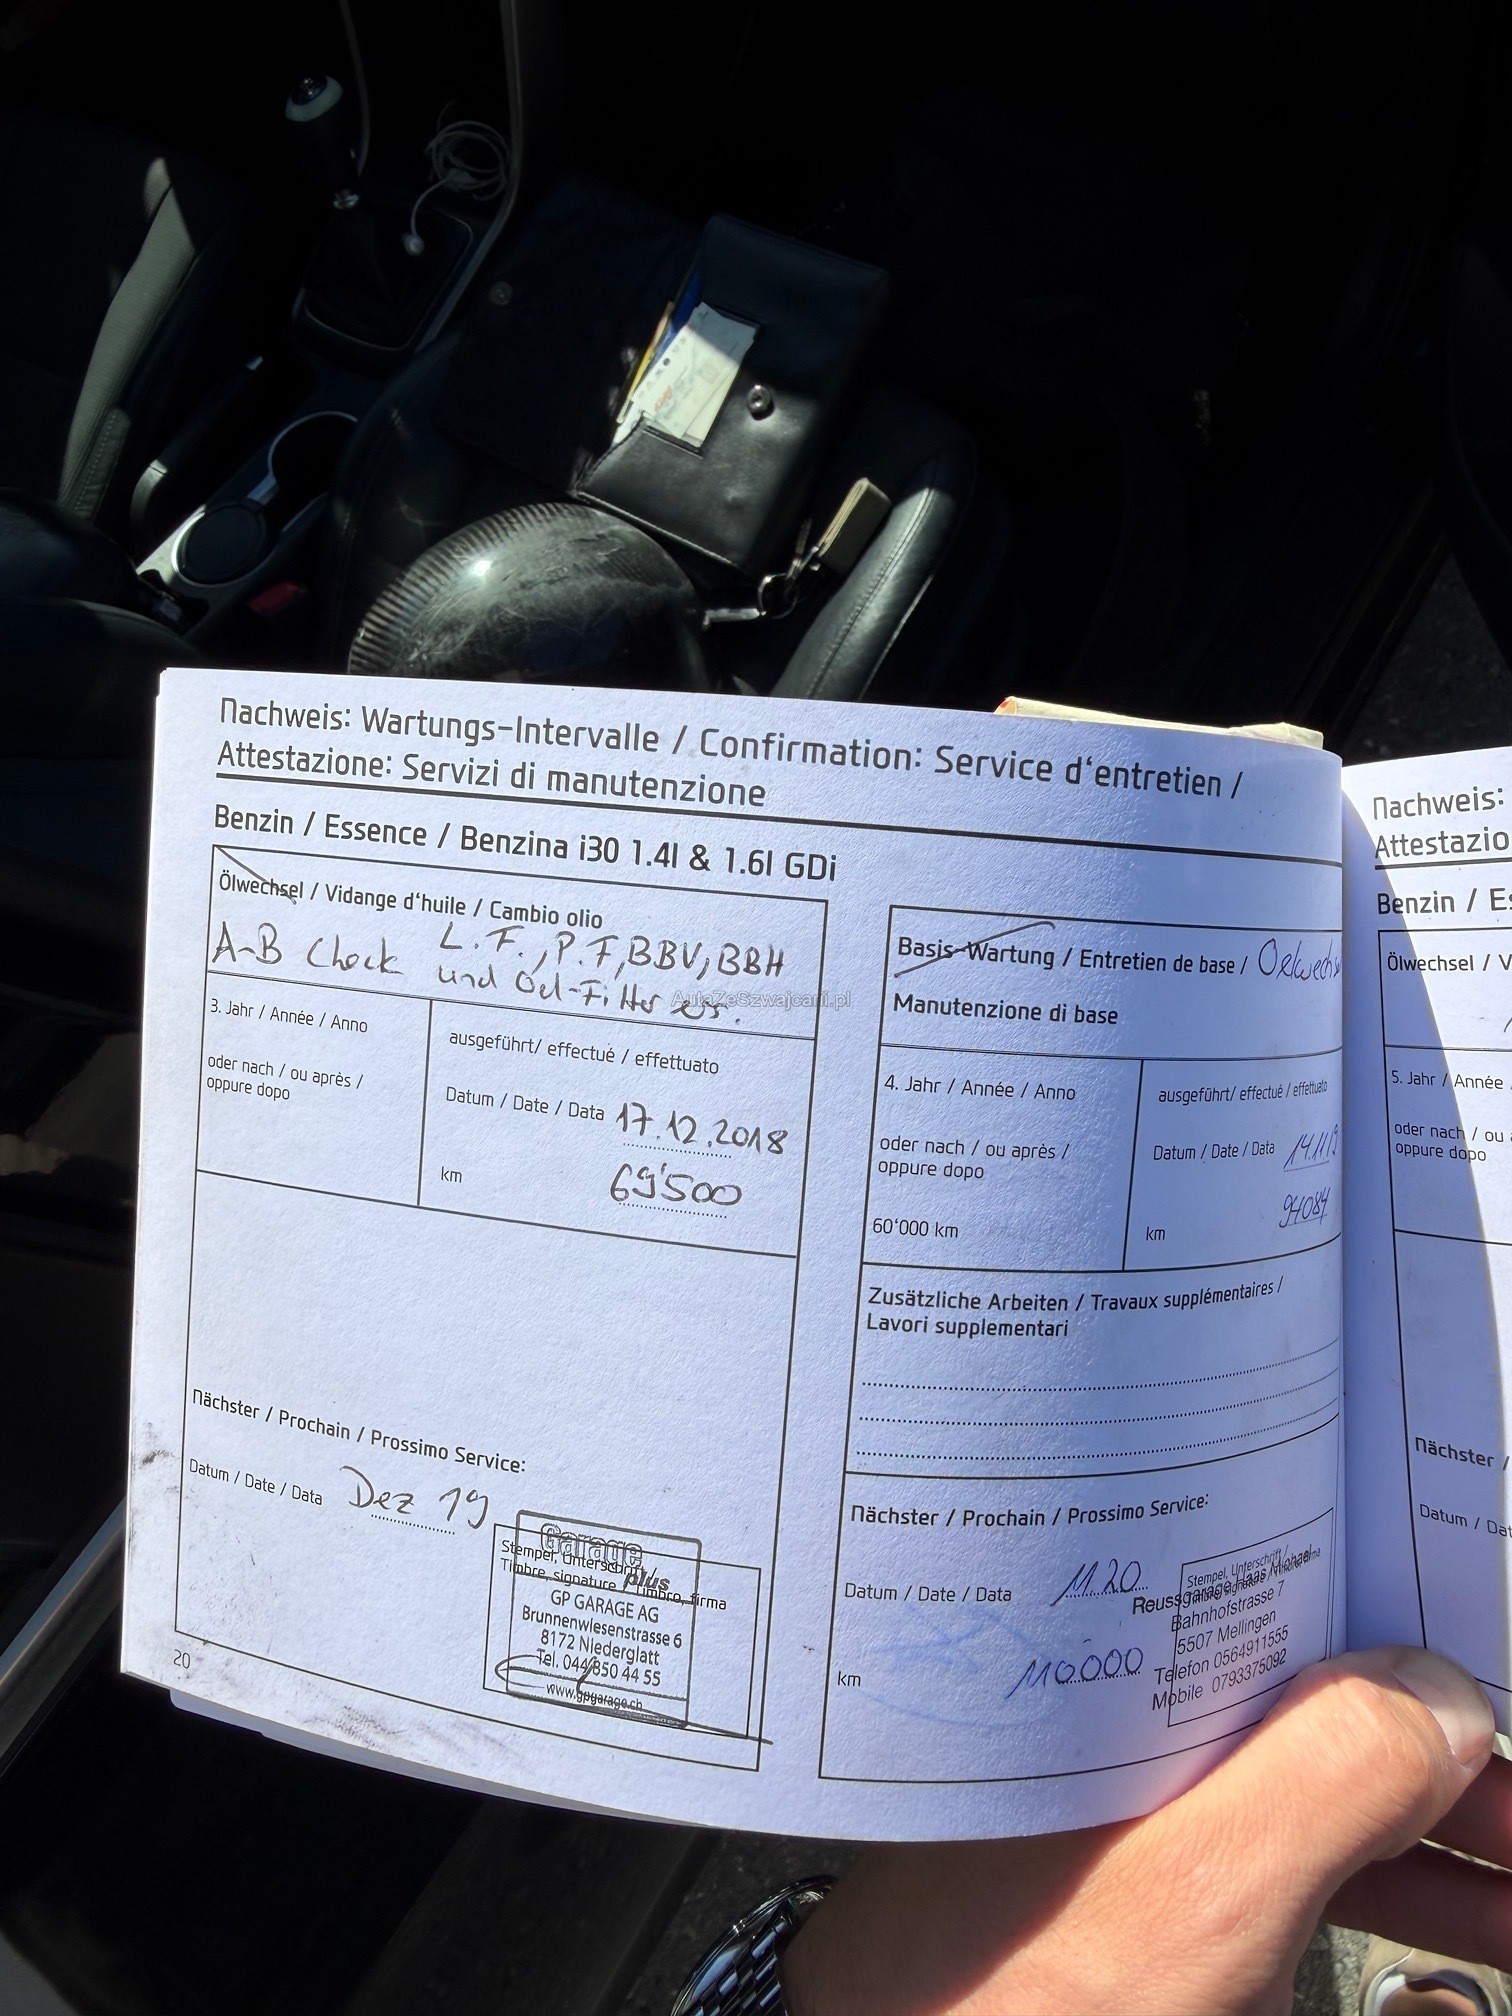 Nachweis: Wartungs-Intervalle / Confirmation: Service d'entretien /
Attestazione: Servizi di manutenzione
Benzin / Essence / Benzina i30 1.4l & 1.6l GDi
Ölwechsel / Vidange d'huile / Cambio olio
A-B Check L.F., P.F, BBV, BBH
und Oel-Filter ers.
3. Jahr / Année / Anno
oder nach / ou après /
oppure dopo
ausgeführt/ effectué / effettuato
Datum / Date / Data 17.12.2018
km 69'500
Nächster / Prochain / Prossimo Service:
Datum / Date / Data Dez 19
Stempel, Unterschrift /
Timbre, signature / Timbro, firma
Garage
plus
GP GARAGE AG
Brunnenwiesenstrasse 6
8172 Niederglatt
Tel. 044 850 44 55
www.gpgarage.ch
20
Basis-Wartung / Entretien de base / Oelwechs
Manutenzione di base
4. Jahr / Année / Anno
oder nach / ou après /
oppure dopo
60'000 km
ausgeführt/ effectué / effettuato
Datum / Date / Data 14.11.19
km 94084
Zusätzliche Arbeiten / Travaux supplémentaires /
Lavori supplementari
Nächster / Prochain / Prossimo Service:
Datum / Date / Data 11.20
km 110000
Stempel, Unterschrift /
Reussgarage Haas Michael
Bahnhofstrasse 7
5507 Mellingen
Telefon 0564911555
Mobile 0793375092
Nachweis:
Attestazio
Benzin / Es
Ölwechsel / V
5. Jahr / Année
oder nach / ou
oppure dopo
Nächster /
Datum / Dat
AutaZeSzwajcarii.pl